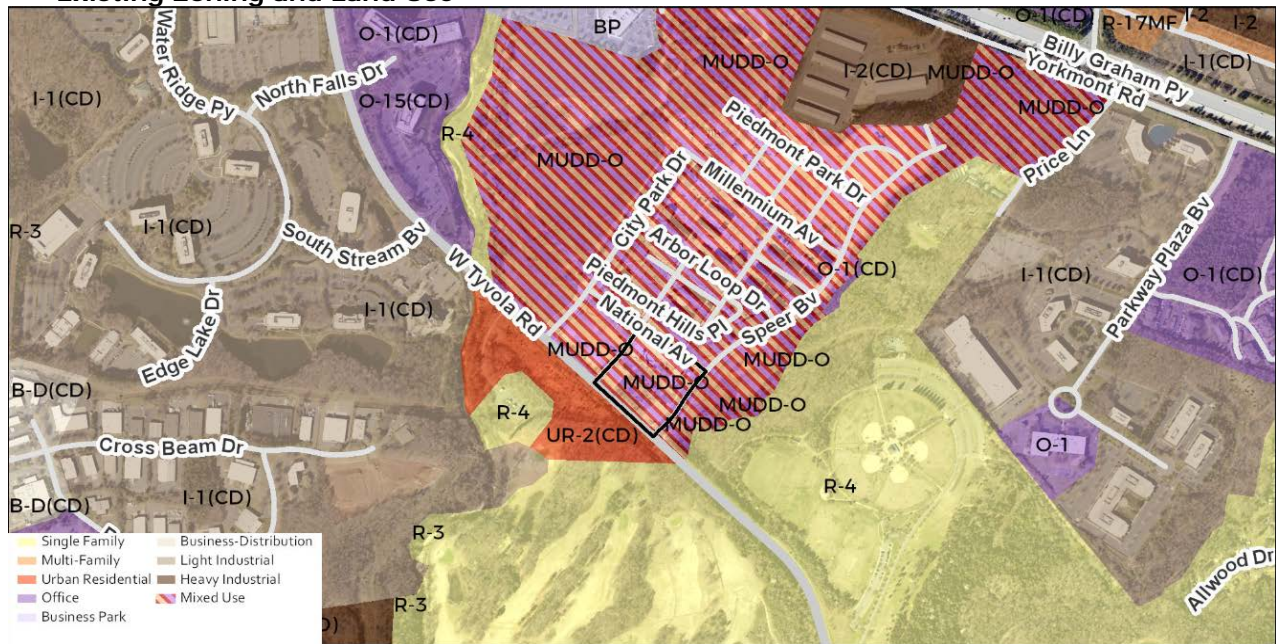 Existing Zoning and Land Use
O-1(CD)
BP
O-1(CD)
R-17MF
I-2
I-2
Water Ridge Py
North Falls Dr
MUDD-O
I-2(CD)
MUDD-O
Billy Graham Py
I-1(CD)
I-1(CD)
O-15(CD)
Yorkmont Rd
MUDD-O
R-4
Piedmont Park Dr
Price Ln
MUDD-O
City Park Dr
Millennium Av
R-3
I-1(CD)
South Stream Bv
Arbor Loop Dr
O-1(CD)
I-1(CD)
Parkway Plaza Bv
O-1(CD)
W Tyvola Rd
Piedmont Hills Pl
Speer Bv
I-1(CD)
National Av
Edge Lake Dr
MUDD-O
MUDD-O
MUDD-O
B-D(CD)
R-4
MUDD-O
MUDD-O
UR-2(CD)
O-1
Cross Beam Dr
R-4
B-D(CD)
I-1(CD)
R-3
Allwood Dr
R-3
Single Family
Multi-Family
Urban Residential
Office
Business Park
Business-Distribution
Light Industrial
Heavy Industrial
Mixed Use